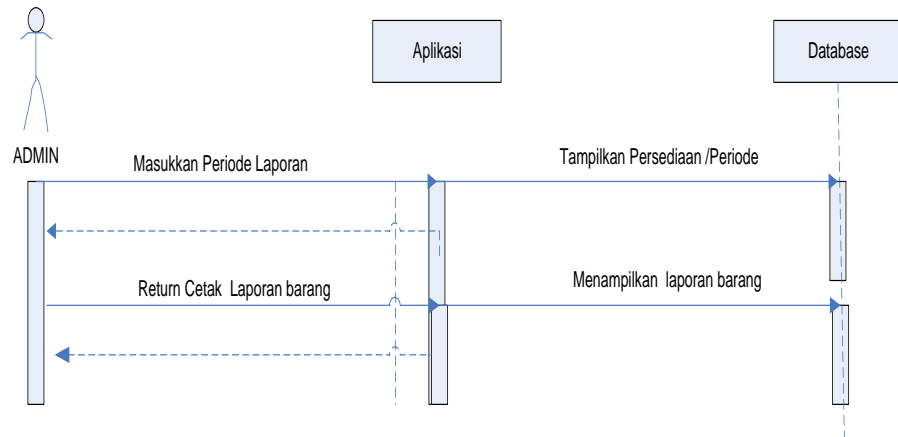 Aplikasi
Database
ADMIN
Masukkan Periode Laporan
Tampilkan Persediaan /Periode
Return Cetak Laporan barang
Menampilkan laporan barang